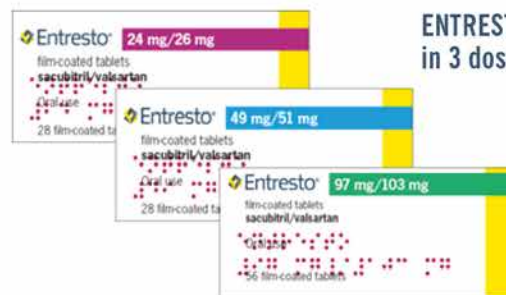 ENTREST
in 3 dos
Entresto®
24 mg/26 mg
film-coated tablets
sacubitril/valsartan
Oral use
28 film-coated ta
Entresto®
49 mg/51 mg
film-coated tablets
sacubitril/valsartan
Oral use
28 film-coated ta
Entresto®
97 mg/103 mg
film-coated tablets
sacubitril/valsartan
Oral use
56 film-coated tablets